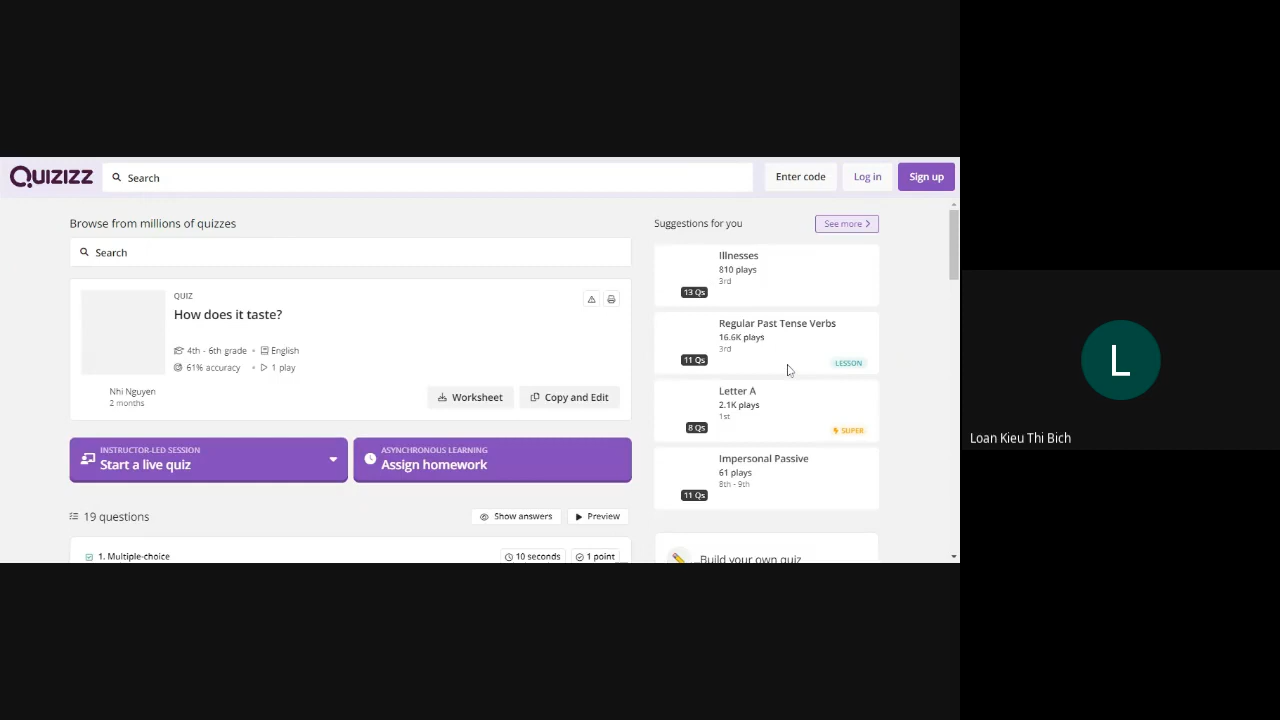 QUIZIZZ
Search
Enter code
Log in
Sign up
Browse from millions of quizzes
Search
QUIZ
How does it taste?
4th - 6th grade • English
61% accuracy • 1 play
Nhi Nguyen
2 months
Worksheet
Copy and Edit
INSTRUCTOR-LED SESSION
Start a live quiz
ASYNCHRONOUS LEARNING
Assign homework
19 questions
Show answers
Preview
1. Multiple-choice
10 seconds
1 point
Suggestions for you
See more
Illnesses
810 plays
3rd
13 Qs
Regular Past Tense Verbs
16.6K plays
3rd
11 Qs
LESSON
Letter A
2.1K plays
1st
8 Qs
SUPER
Impersonal Passive
61 plays
8th - 9th
11 Qs
Build your own quiz
L
Loan Kieu Thi Bich